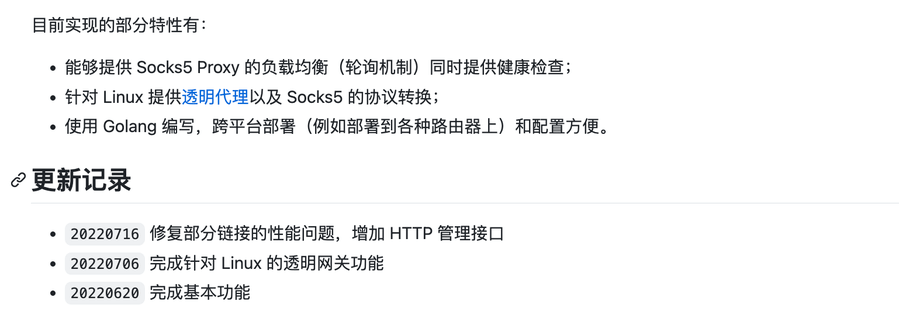 目前实现的部分特性有：
能够提供 Socks5 Proxy 的负载均衡（轮询机制）同时提供健康检查；
针对 Linux 提供透明代理以及 Socks5 的协议转换；
使用 Golang 编写，跨平台部署（例如部署到各种路由器上）和配置方便。
更新记录
20220716 修复部分链接的性能问题，增加 HTTP 管理接口
20220706 完成针对 Linux 的透明网关功能
20220620 完成基本功能